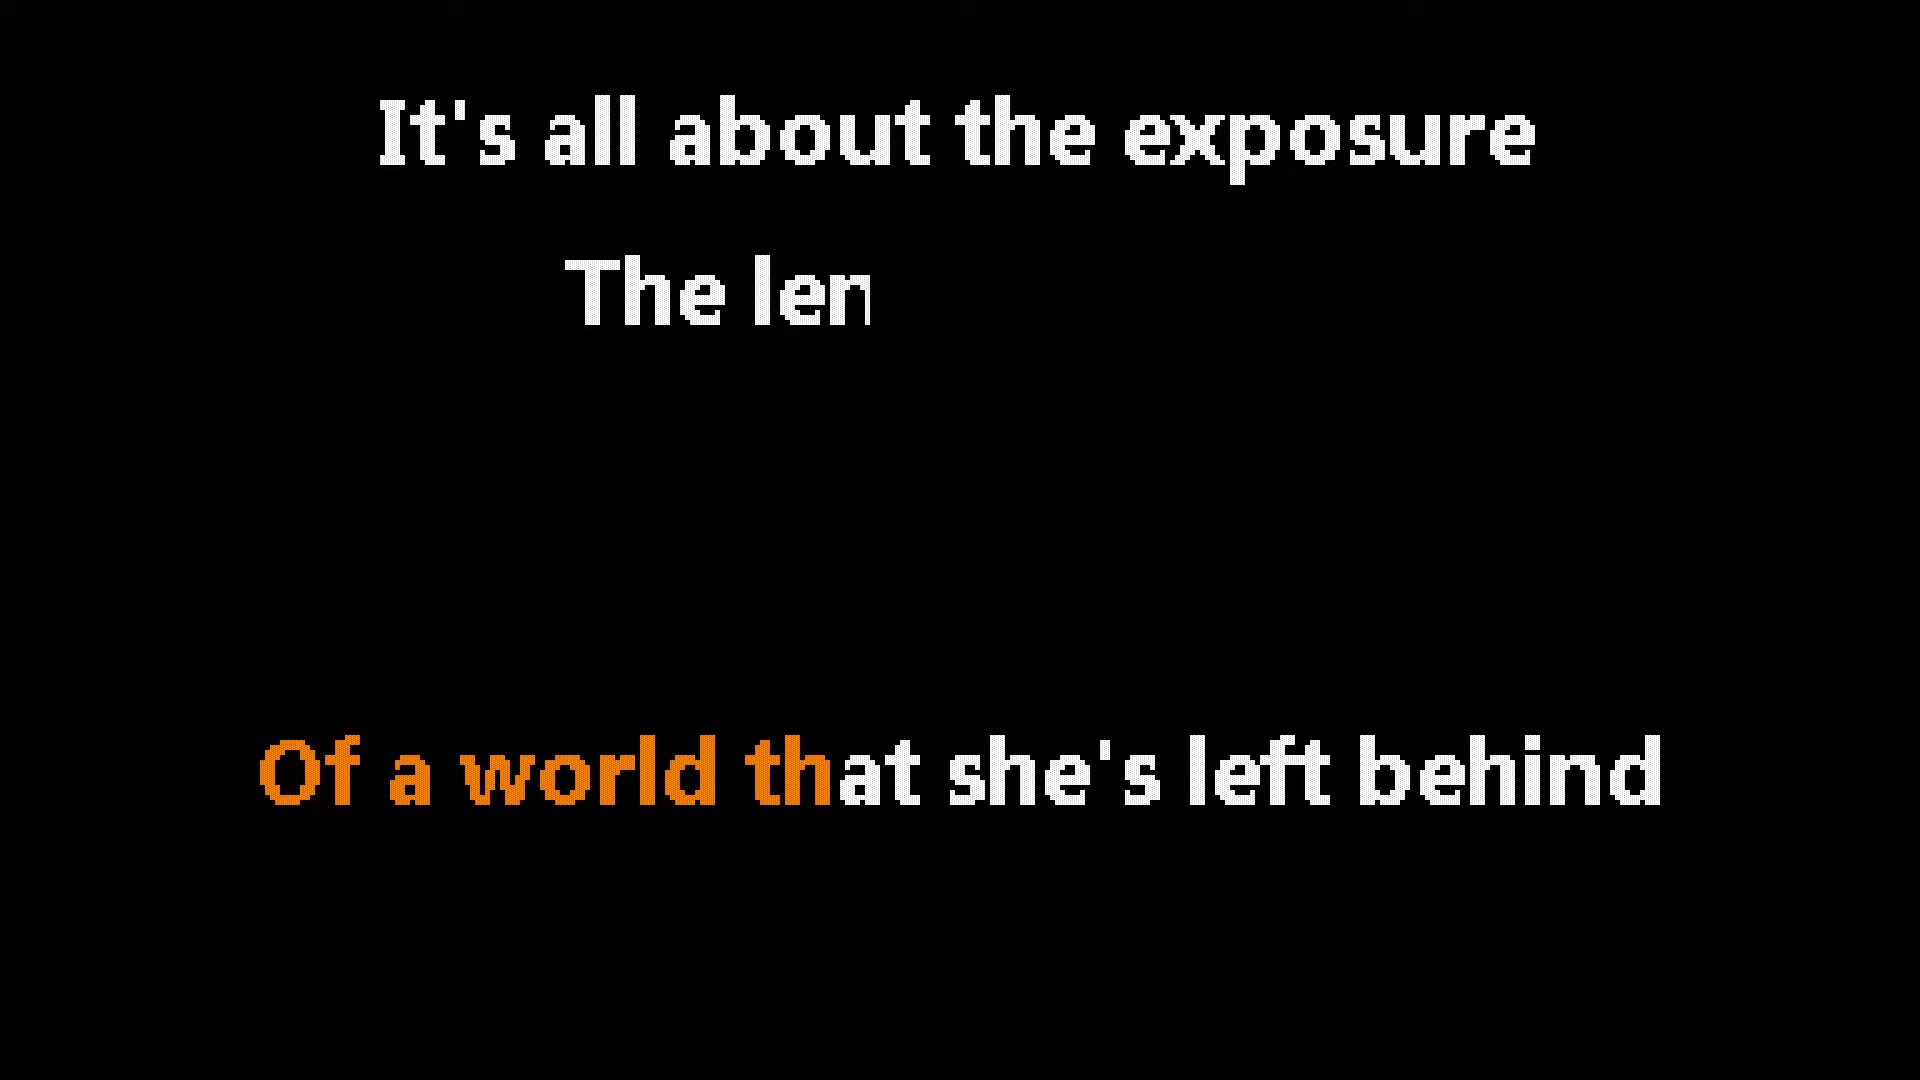 It's all about the exposure
The len
Of a world that she's left behind